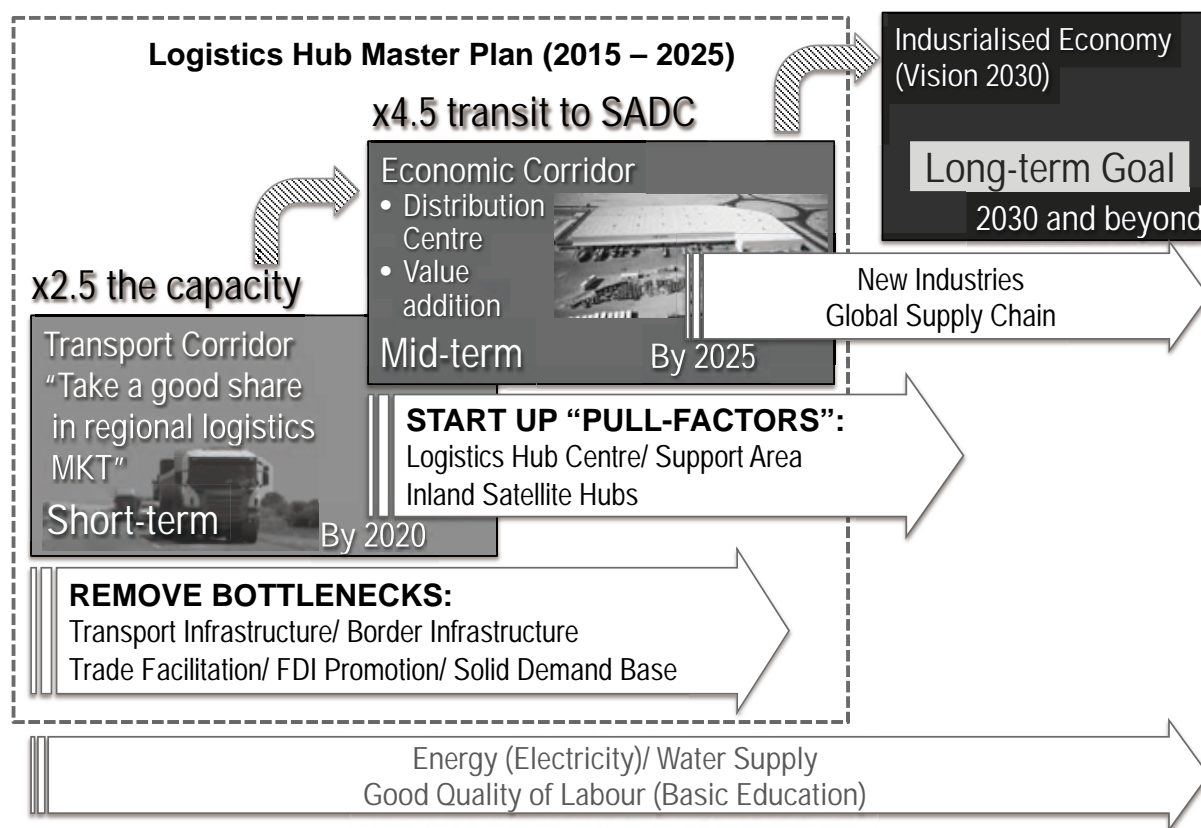 Logistics Hub Master Plan (2015 – 2025)
Indusrialised Economy
(Vision 2030)
Long-term Goal
2030 and beyond
x4.5 transit to SADC
Economic Corridor
• Distribution
Centre
• Value
addition
Mid-term
By 2025
New Industries
Global Supply Chain
x2.5 the capacity
Transport Corridor
“Take a good share
in regional logistics
MKT”
Short-term
By 2020
START UP “PULL-FACTORS”:
Logistics Hub Centre/ Support Area
Inland Satellite Hubs
REMOVE BOTTLENECKS:
Transport Infrastructure/ Border Infrastructure
Trade Facilitation/ FDI Promotion/ Solid Demand Base
Energy (Electricity)/ Water Supply
Good Quality of Labour (Basic Education)